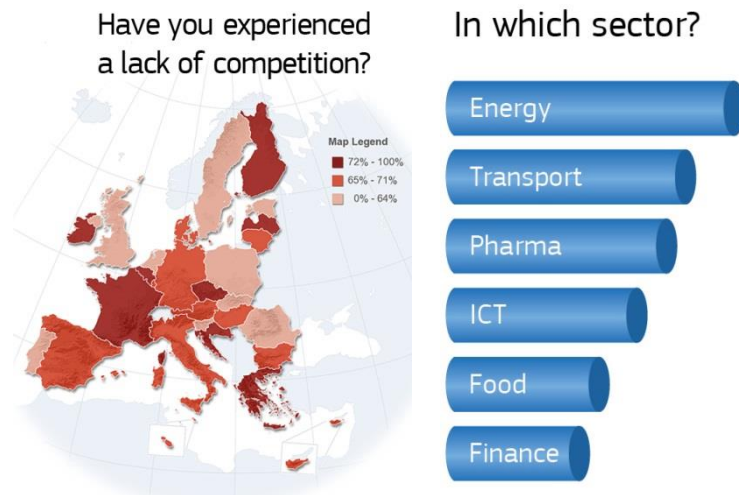 Have you experienced
a lack of competition?
Map Legend
72% - 100%
65% - 71%
0% - 64%
In which sector?
Energy
Transport
Pharma
ICT
Food
Finance